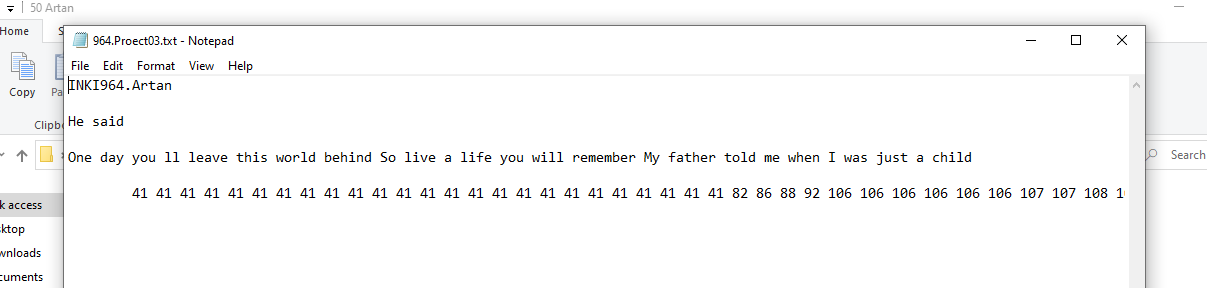 50 Artan
Home
964.Proect03.txt - Notepad
File Edit Format View Help
INKI964.Artan
Copy
He said
Clipb
One day you ll leave this world behind So live a life you will remember My father told me when I was just a child
Search
41 41 41 41 41 41 41 41 41 41 41 41 41 41 41 41 41 41 41 41 41 41 41 41 41 82 86 88 92 106 106 106 106 106 106 107 107 108
k access
sktop
wnloads
cuments